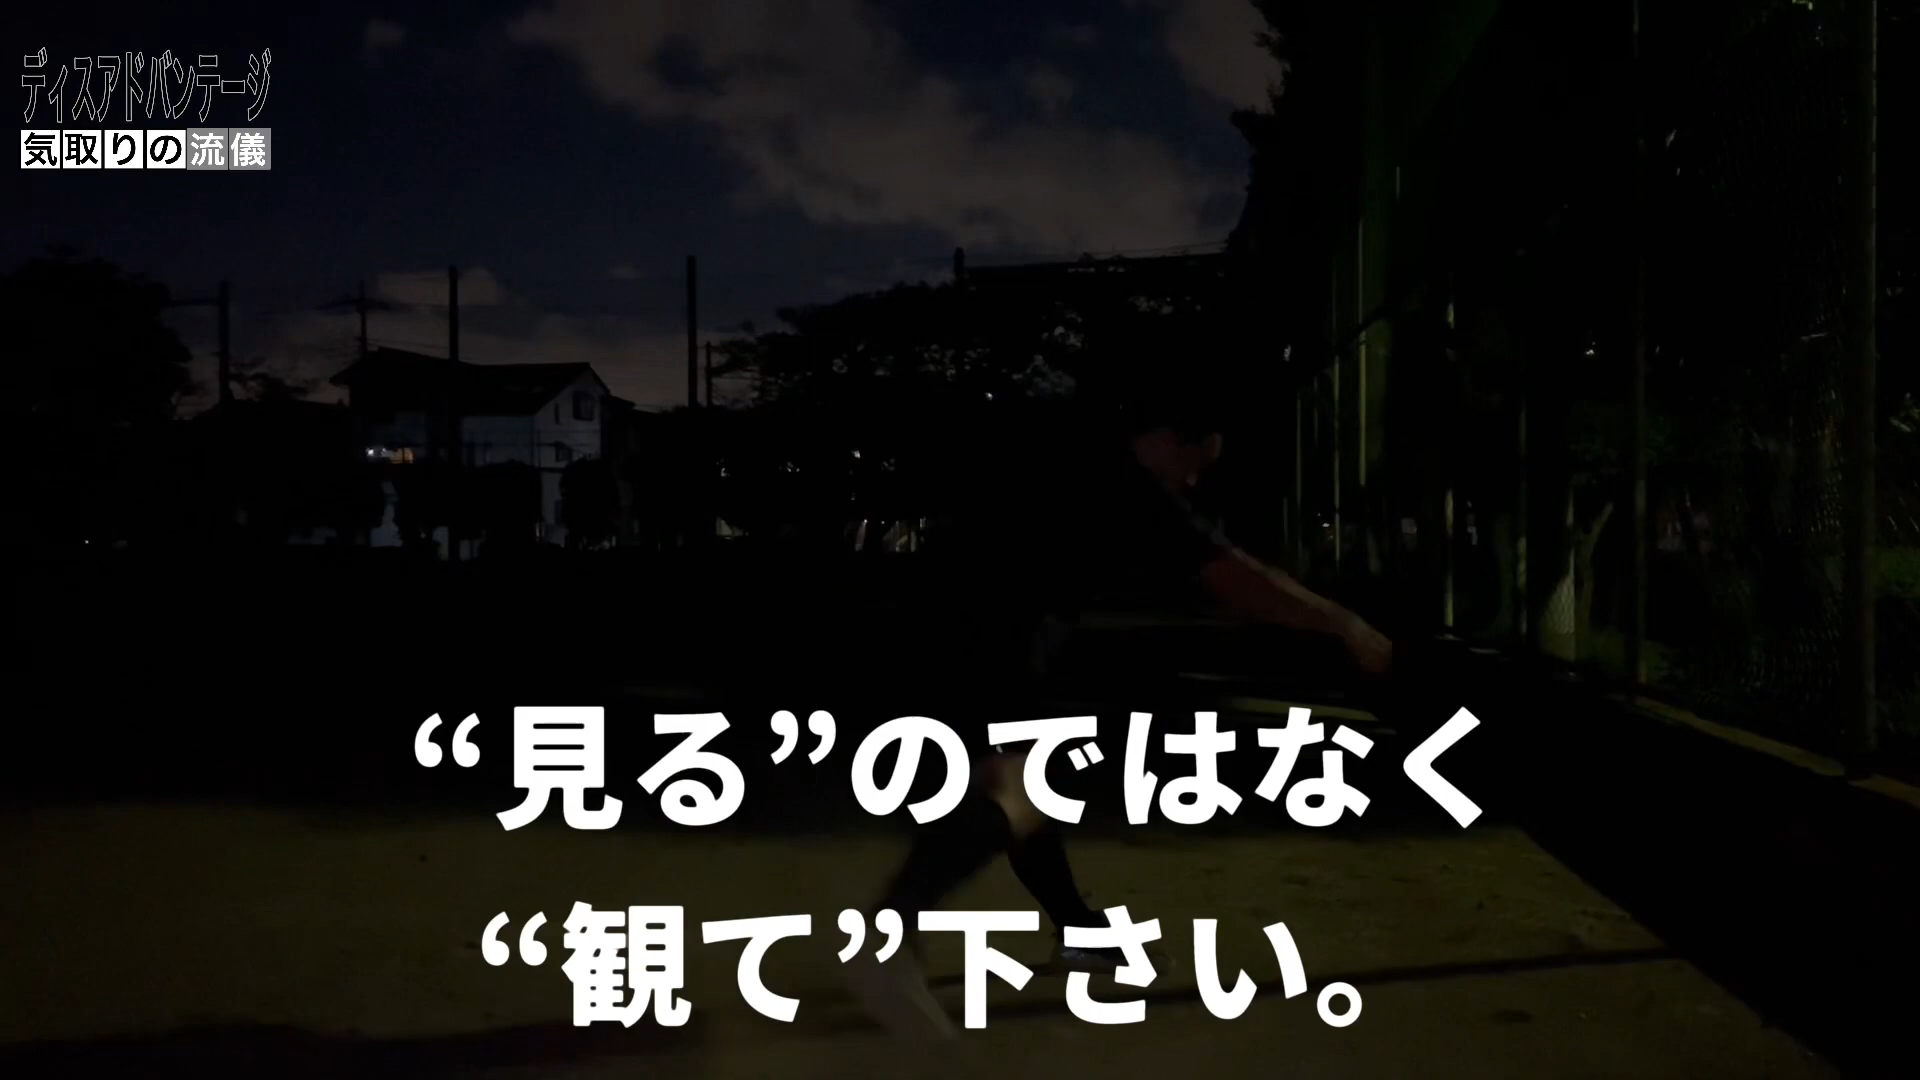 ディスアドバンテージ
気取りの流儀
“見る”のではなく
“観て”下さい。